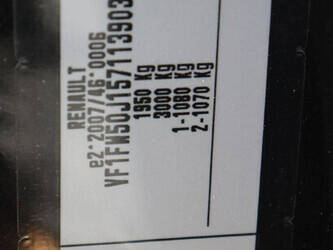 RENAULT
e2*2007/46*0006
VF1FW50J157113903
1950 Kg
3000 Kg
1-1080 Kg
2-1070 Kg